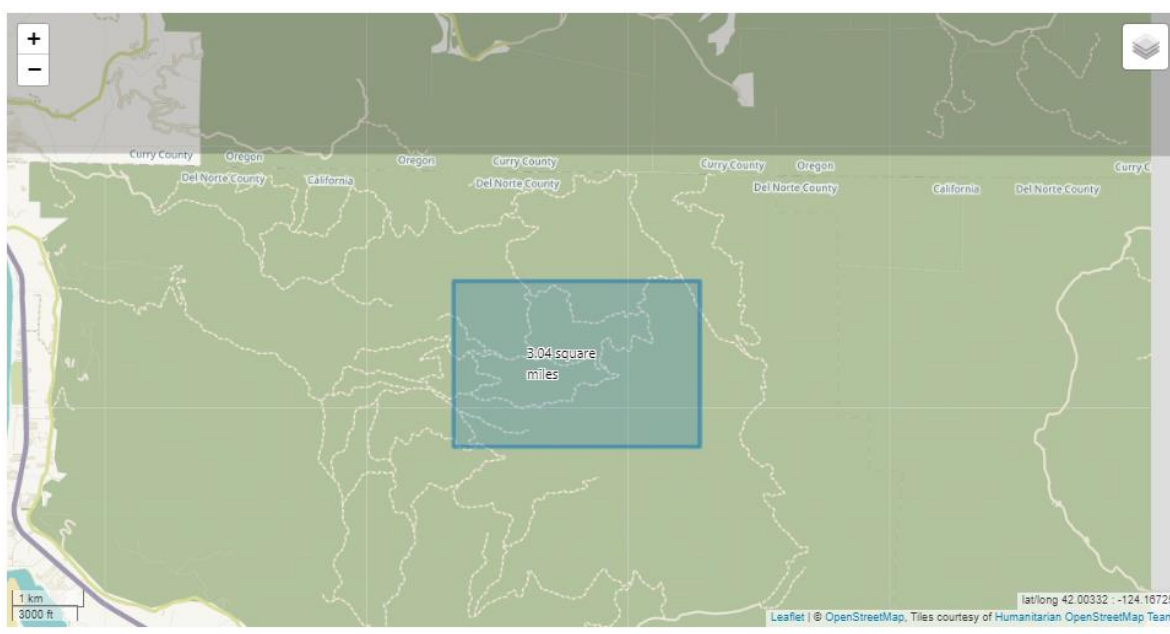 +
−
Curry County
Oregon
Oregon
Curry County
Curry County
Oregon
Curry C
Del Norte County
California
Del Norte County
Del Norte County
California
Del Norte County
3.04 square
miles
1 km
3000 ft
lat/long 42.00332 : -124.16725
Leaflet | © OpenStreetMap, Tiles courtesy of Humanitarian OpenStreetMap Team